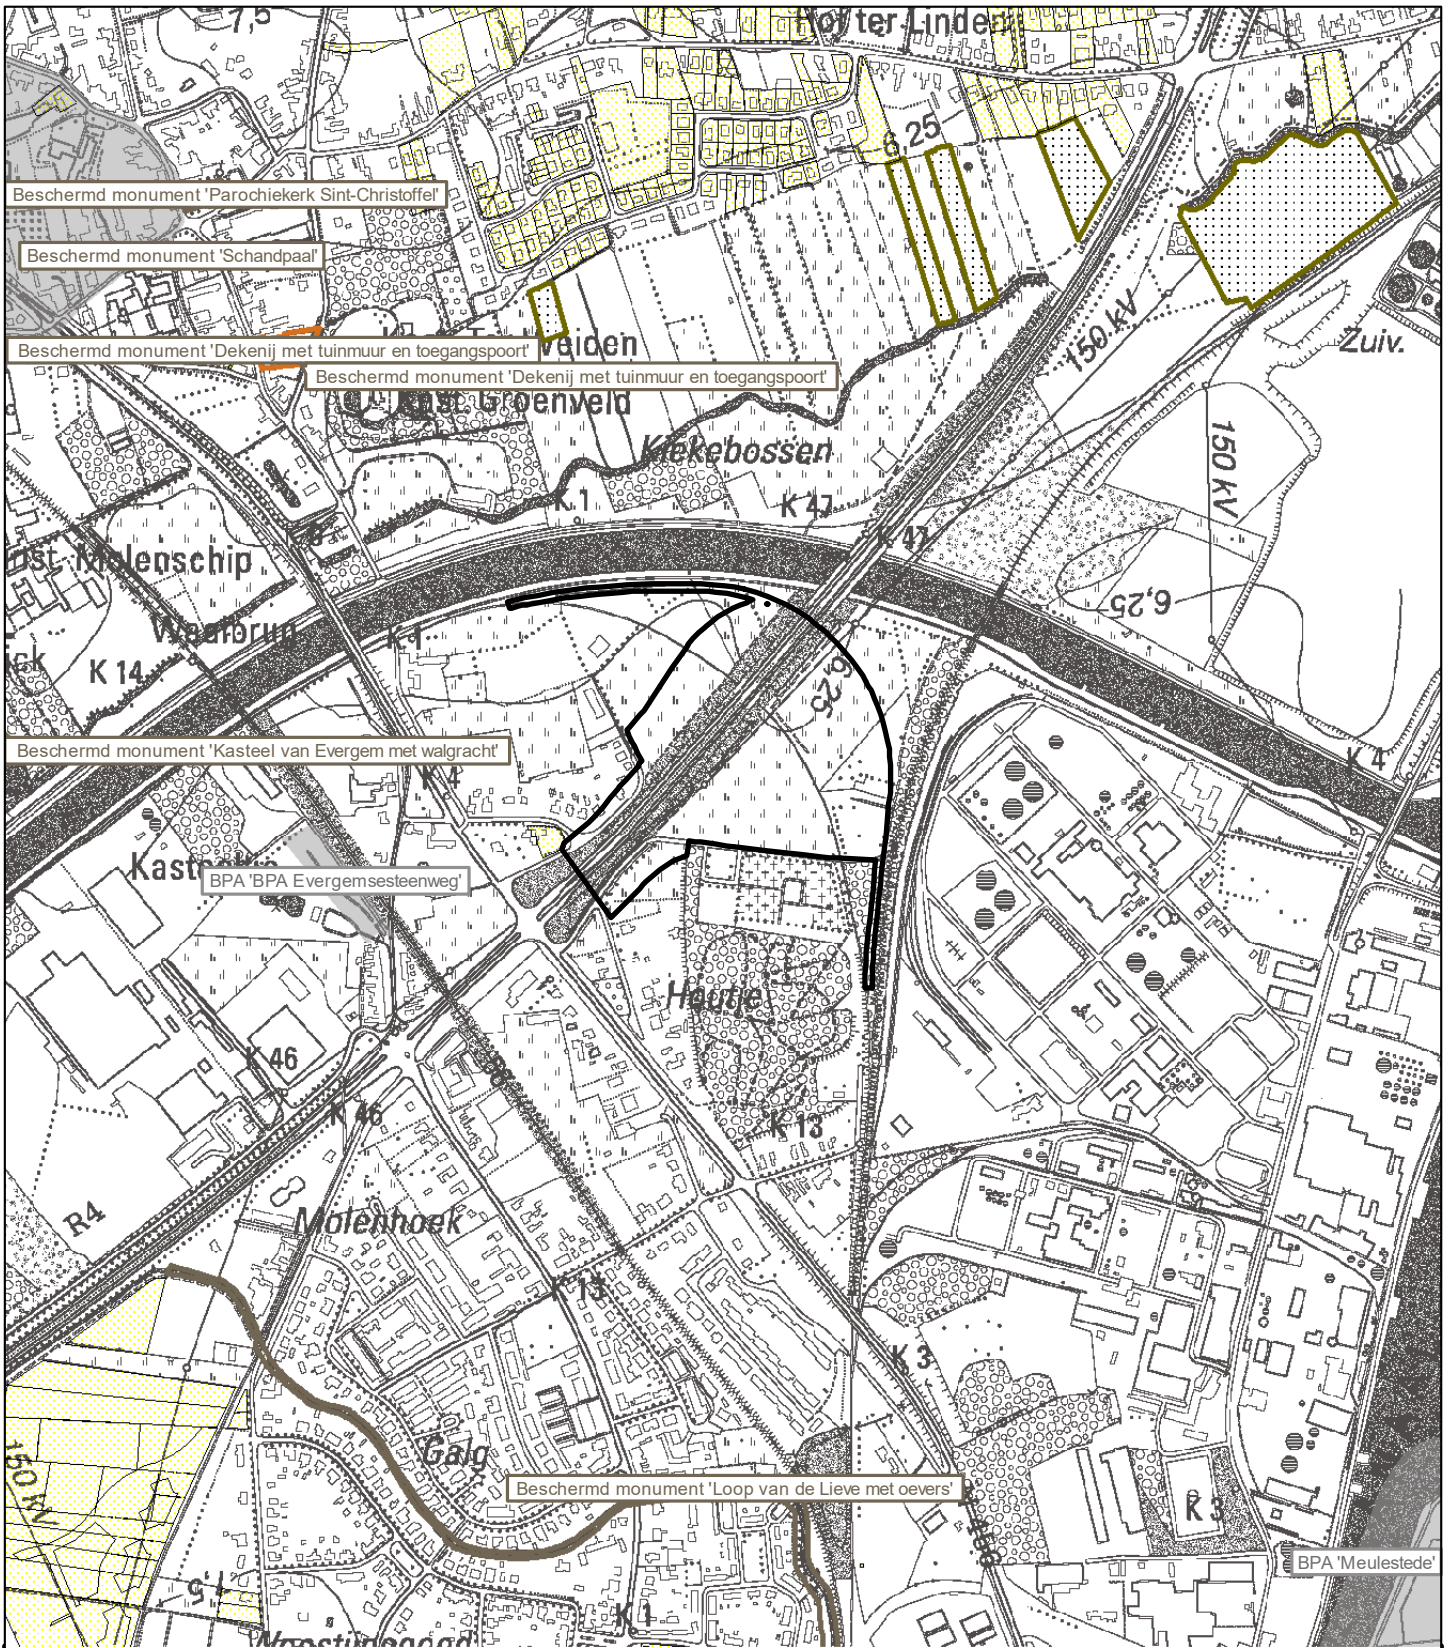 7,5
Hof ter Linden
6,25
Beschermd monument 'Parochiekerk Sint-Christoffel'
Beschermd monument 'Schandpaal'
150 kV
Zuiv.
Beschermd monument 'Dekenij met tuinmuur en toegangspoort'
Beschermd monument 'Dekenij met tuinmuur en toegangspoort'
Groenveld
Kiekebossen
150 kV
K 1
K 47
K 47
Molenschip
6,25
K 14
K 1
6,25
Beschermd monument 'Kasteel van Evergem met walgracht'
K 4
K 4
BPA 'BPA Evergemsesteenweg'
Houtje
K 46
K 46
K 13
R4
Molenhoek
K 13
K 3
Galg
150 kV
Beschermd monument 'Loop van de Lieve met oevers'
K 3
BPA 'Meulestede'
7,5
K 1